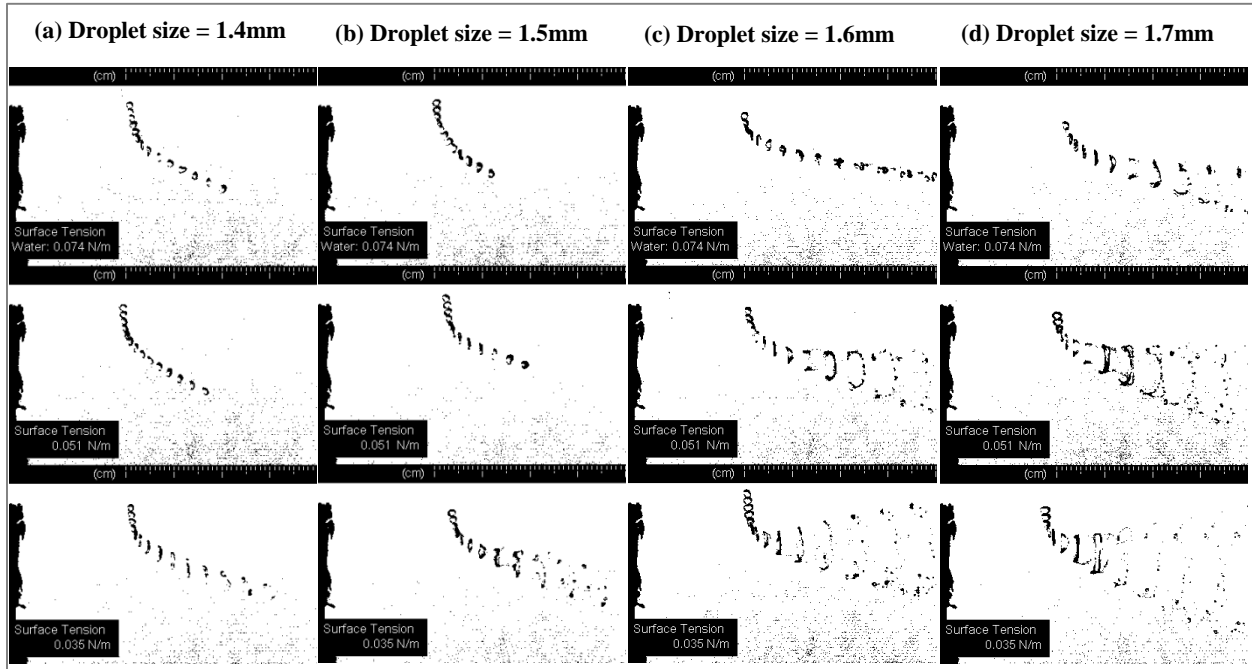 (a) Droplet size = 1.4mm
(b) Droplet size = 1.5mm
(c) Droplet size = 1.6mm
(d) Droplet size = 1.7mm
(cm)
(cm)
(cm)
(cm)
Surface Tension
Water: 0.074 N/m
Surface Tension
Water: 0.074 N/m
Surface Tension
Water: 0.074 N/m
Surface Tension
Water: 0.074 N/m
(cm)
(cm)
(cm)
(cm)
Surface Tension
0.051 N/m
Surface Tension
0.051 N/m
Surface Tension
0.051 N/m
Surface Tension
0.051 N/m
(cm)
(cm)
(cm)
(cm)
Surface Tension
0.035 N/m
Surface Tension
0.035 N/m
Surface Tension
0.035 N/m
Surface Tension
0.035 N/m